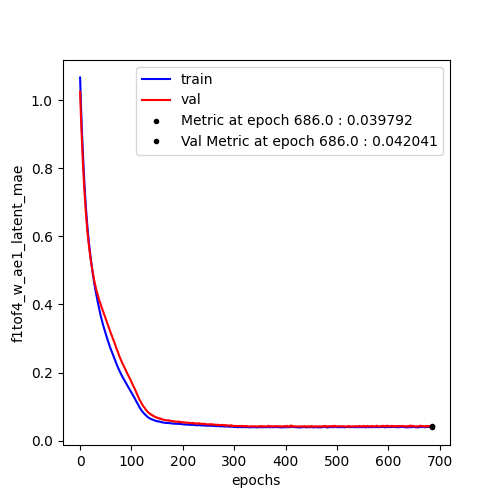 train
val
Metric at epoch 686.0 : 0.039792
Val Metric at epoch 686.0 : 0.042041
f1tof4_w_ae1_latent_mae
1.0
0.8
0.6
0.4
0.2
0.0
0 100 200 300 400 500 600 700
epochs